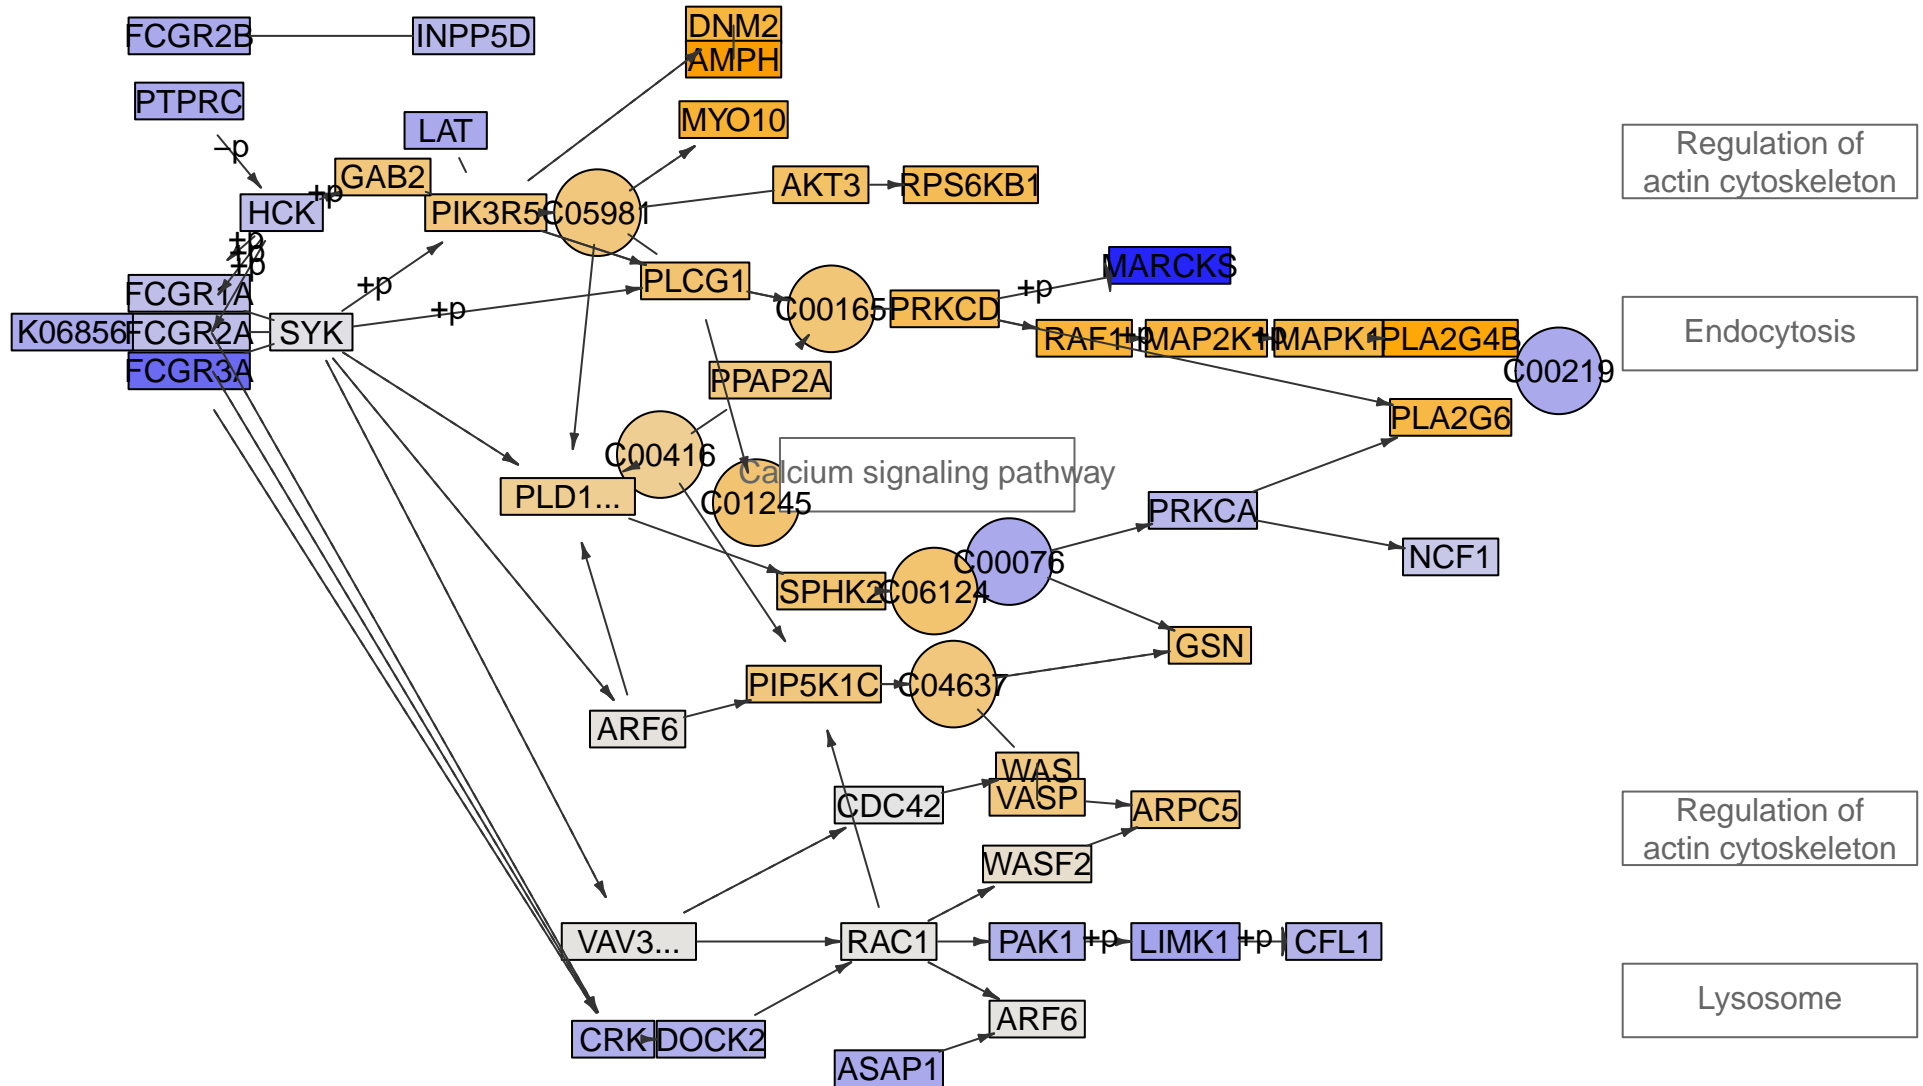 FCGR2B
INPP5D
DNM2
AMPH
PTPRC
LAT
MYO10
Regulation of
actin cytoskeleton
–p
GAB2
AKT3
RPS6KB1
+p
HCK
PIK3R5
C05981
+p
+p
+p
PLCG1
MARCKS
FCGR1A
+p
+p
C00165
PRKCD
+p
K06856
FCGR2A
SYK
RAF1
+p
MAP2K1
+p
MAPK1
PLA2G4B
Endocytosis
FCGR3A
PPAP2A
C00219
PLA2G6
C00416
Calcium signaling pathway
PLD1...
C01245
PRKCA
C00076
NCF1
SPHK2
C06124
GSN
PIP5K1C
C04637
ARF6
WAS
VASP
CDC42
ARPC5
Regulation of
actin cytoskeleton
WASF2
VAV3...
RAC1
PAK1
+p
LIMK1
+p
CFL1
Lysosome
ARF6
CRK
DOCK2
ASAP1